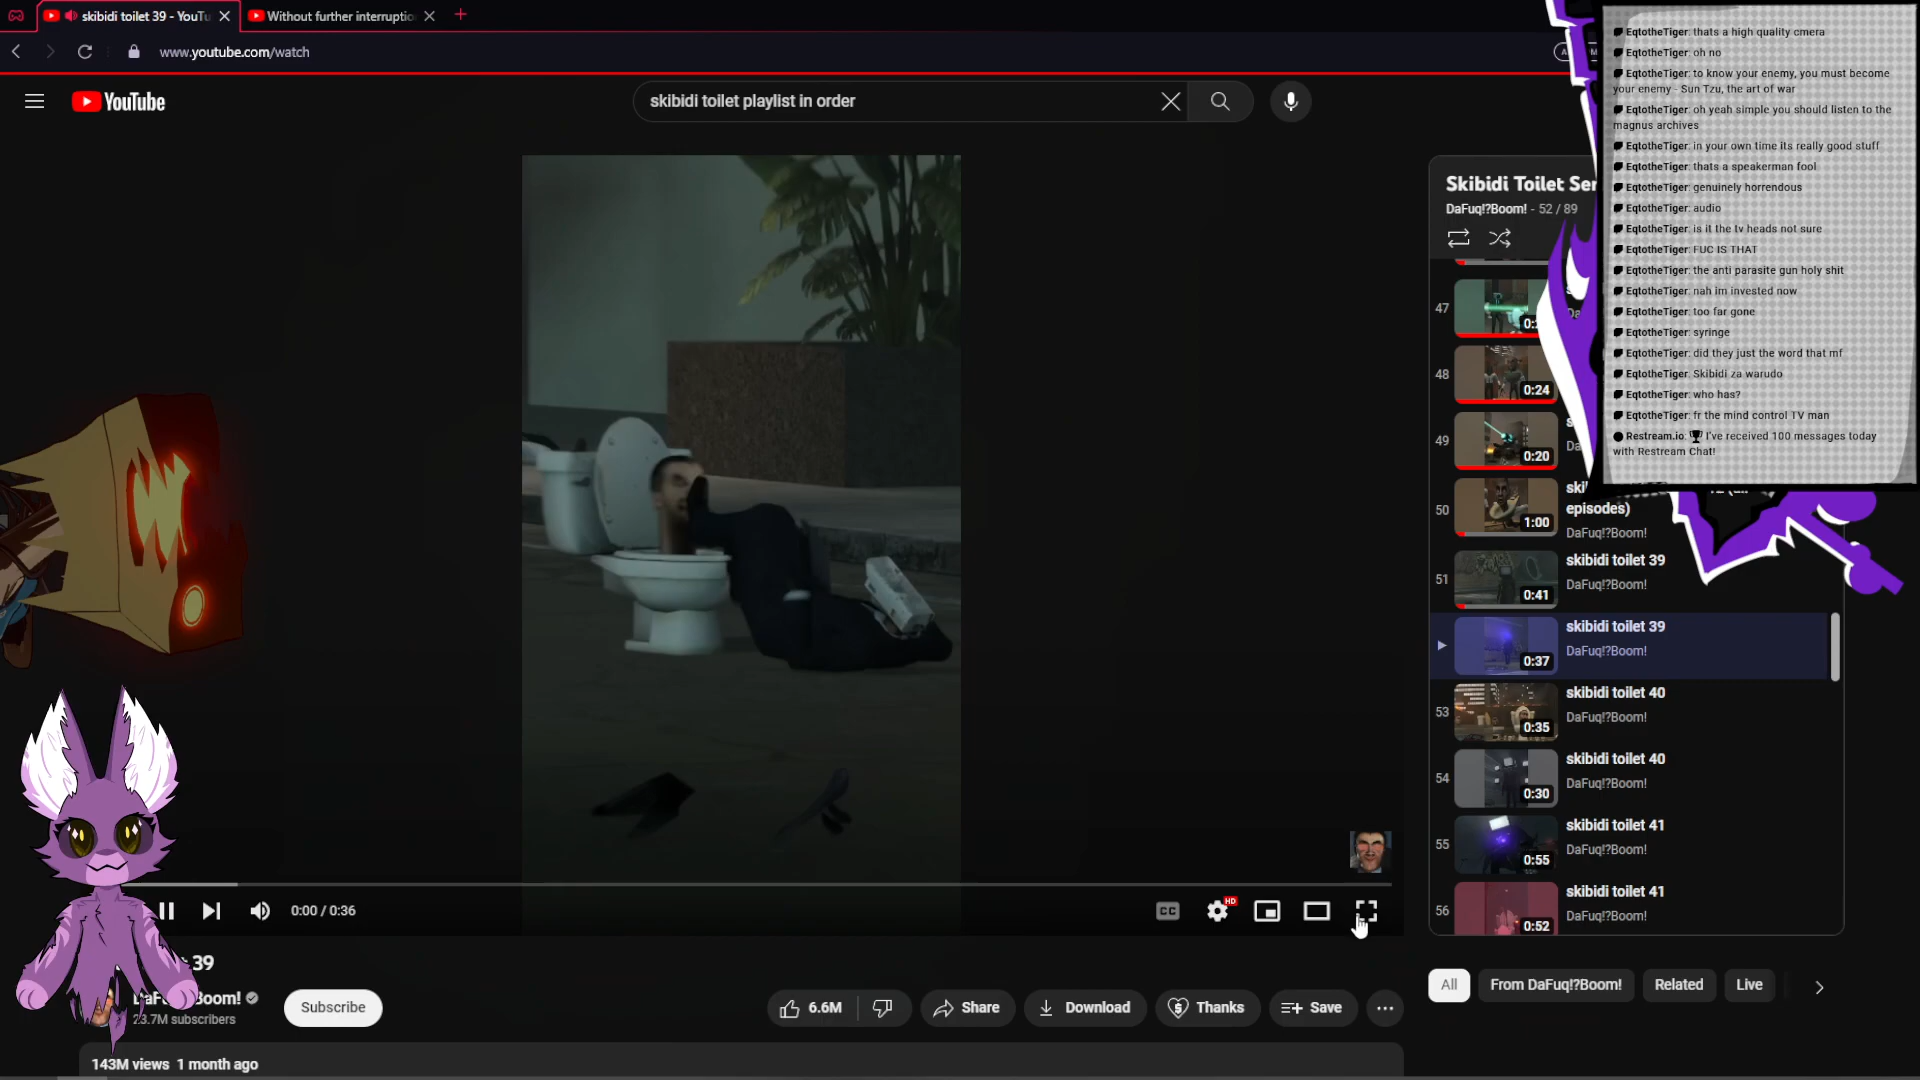 skibidi toilet 39 - YouTu
Without further interruptio
www.youtube.com/watch
YouTube
skibidi toilet playlist in order
Skibidi Toilet Ser
DaFuq!?Boom! - 52 / 89
47
48
0:24
49
0:20
50
1:00
episodes)
DaFuq!?Boom!
51
0:41
skibidi toilet 39
DaFuq!?Boom!
0:37
skibidi toilet 39
DaFuq!?Boom!
53
0:35
skibidi toilet 40
DaFuq!?Boom!
54
0:30
skibidi toilet 40
DaFuq!?Boom!
55
0:55
skibidi toilet 41
DaFuq!?Boom!
56
0:52
skibidi toilet 41
DaFuq!?Boom!
EqtotheTiger: thats a high quality cmera
EqtotheTiger: oh no
EqtotheTiger: to know your enemy, you must become
your enemy - Sun Tzu, the art of war
EqtotheTiger: oh yeah simple you should listen to the
magnus archives
EqtotheTiger: in your own time its really good stuff
EqtotheTiger: thats a speakerman fool
EqtotheTiger: genuinely horrendous
EqtotheTiger: audio
EqtotheTiger: is it the tv heads not sure
EqtotheTiger: FUC IS THAT
EqtotheTiger: the anti parasite gun holy shit
EqtotheTiger: nah im invested now
EqtotheTiger: too far gone
EqtotheTiger: syringe
EqtotheTiger: did they just the word that mf
EqtotheTiger: Skibidi za warudo
EqtotheTiger: who has?
EqtotheTiger: fr the mind control TV man
Restream.io: 🏆 I've received 100 messages today
with Restream Chat!
W
0:00 / 0:36
CC
HD
39
Boom!
23.7M subscribers
Subscribe
6.6M
Share
Download
Thanks
Save
All
From DaFuq!?Boom!
Related
Live
143M views 1 month ago